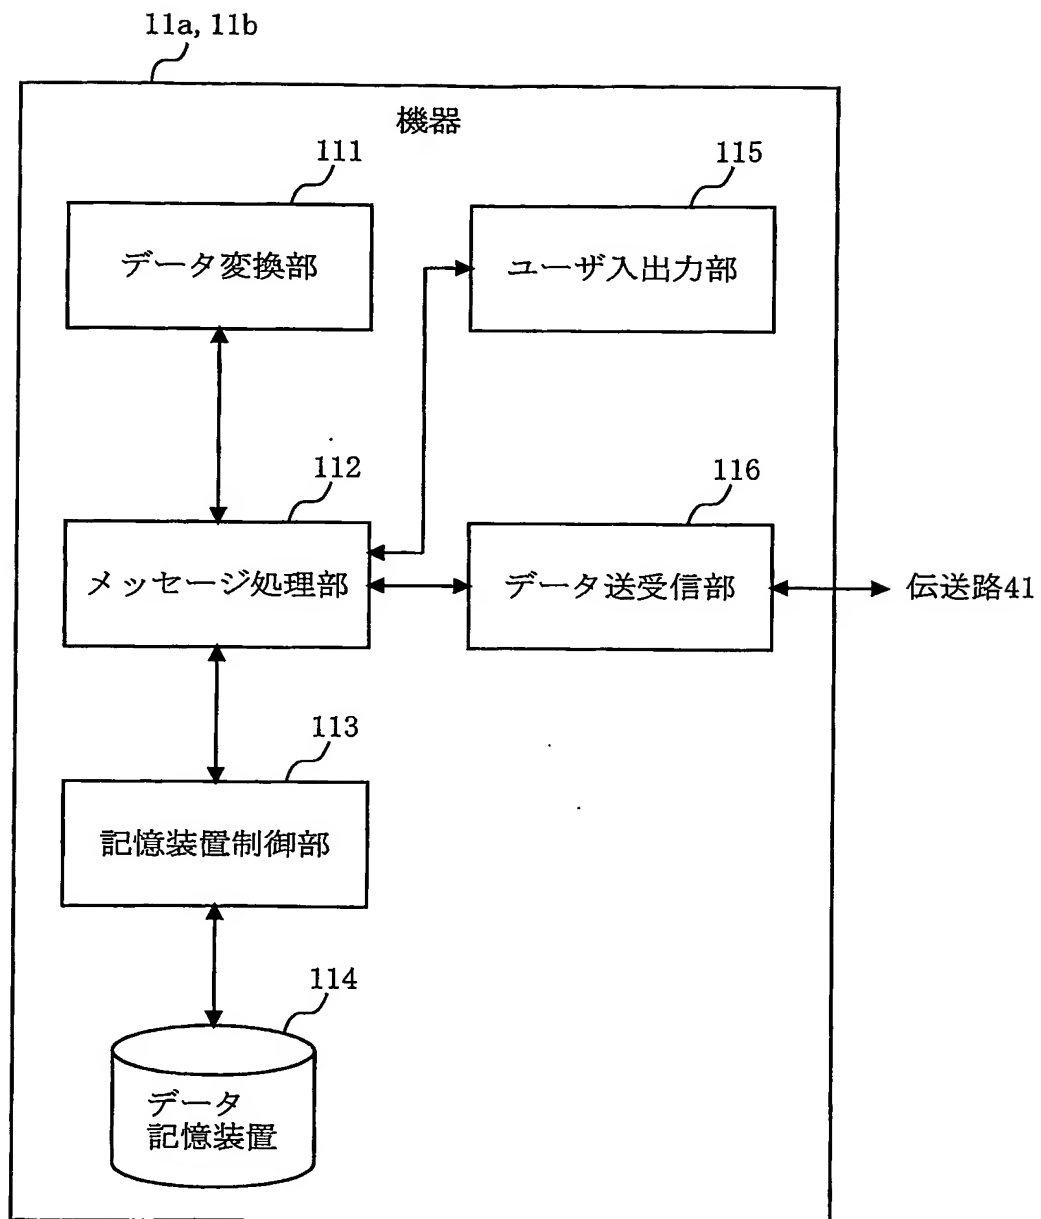 11a, 11b
機器
111
115
データ変換部
ユーザ入出力部
112
116
メッセージ処理部
データ送受信部
伝送路41
113
記憶装置制御部
114
データ
記憶装置